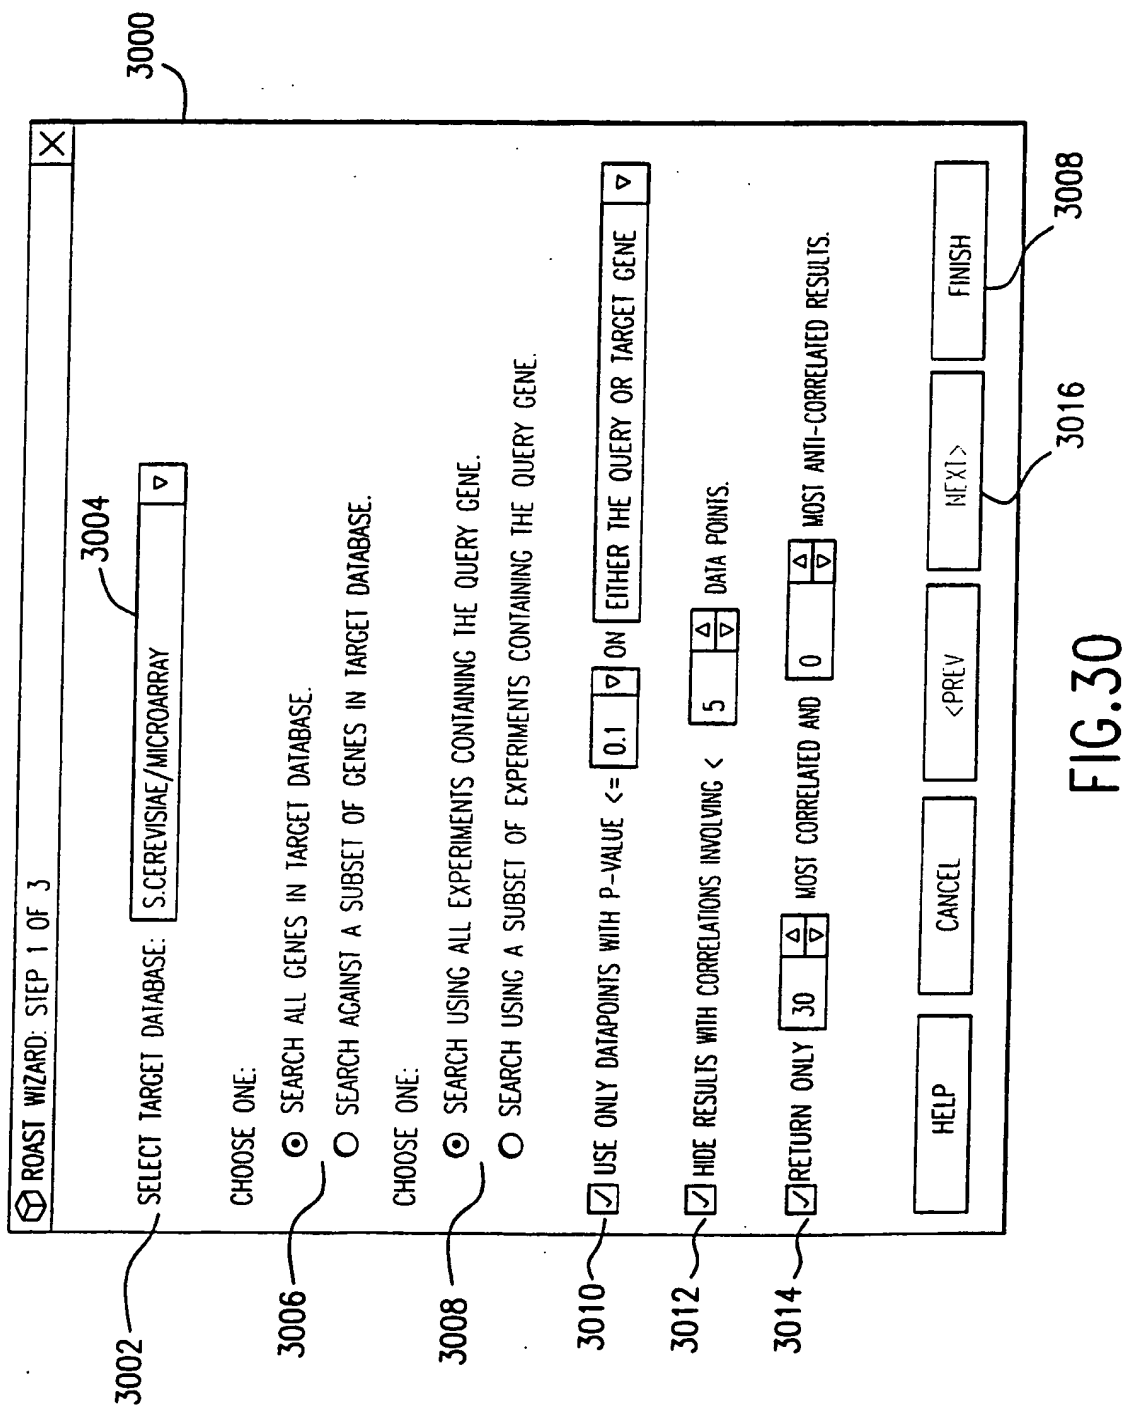 3000
ROAST WIZARD: STEP 1 OF 3
3002
SELECT TARGET DATABASE: S.CEREVISIAE/MICROARRAY
3004
CHOOSE ONE:
3006
SEARCH ALL GENES IN TARGET DATABASE.
SEARCH AGAINST A SUBSET OF GENES IN TARGET DATABASE.
CHOOSE ONE:
3008
SEARCH USING ALL EXPERIMENTS CONTAINING THE QUERY GENE.
SEARCH USING A SUBSET OF EXPERIMENTS CONTAINING THE QUERY GENE.
3010
USE ONLY DATAPOINTS WITH P-VALUE <= 0.1 ON EITHER THE QUERY OR TARGET GENE
3012
HIDE RESULTS WITH CORRELATIONS INVOLVING < 5 DATA POINTS.
3014
RETURN ONLY 30 MOST CORRELATED AND 0 MOST ANTI-CORRELATED RESULTS.
HELP CANCEL <PREV NEXT> FINISH
3016
3008
FIG.30